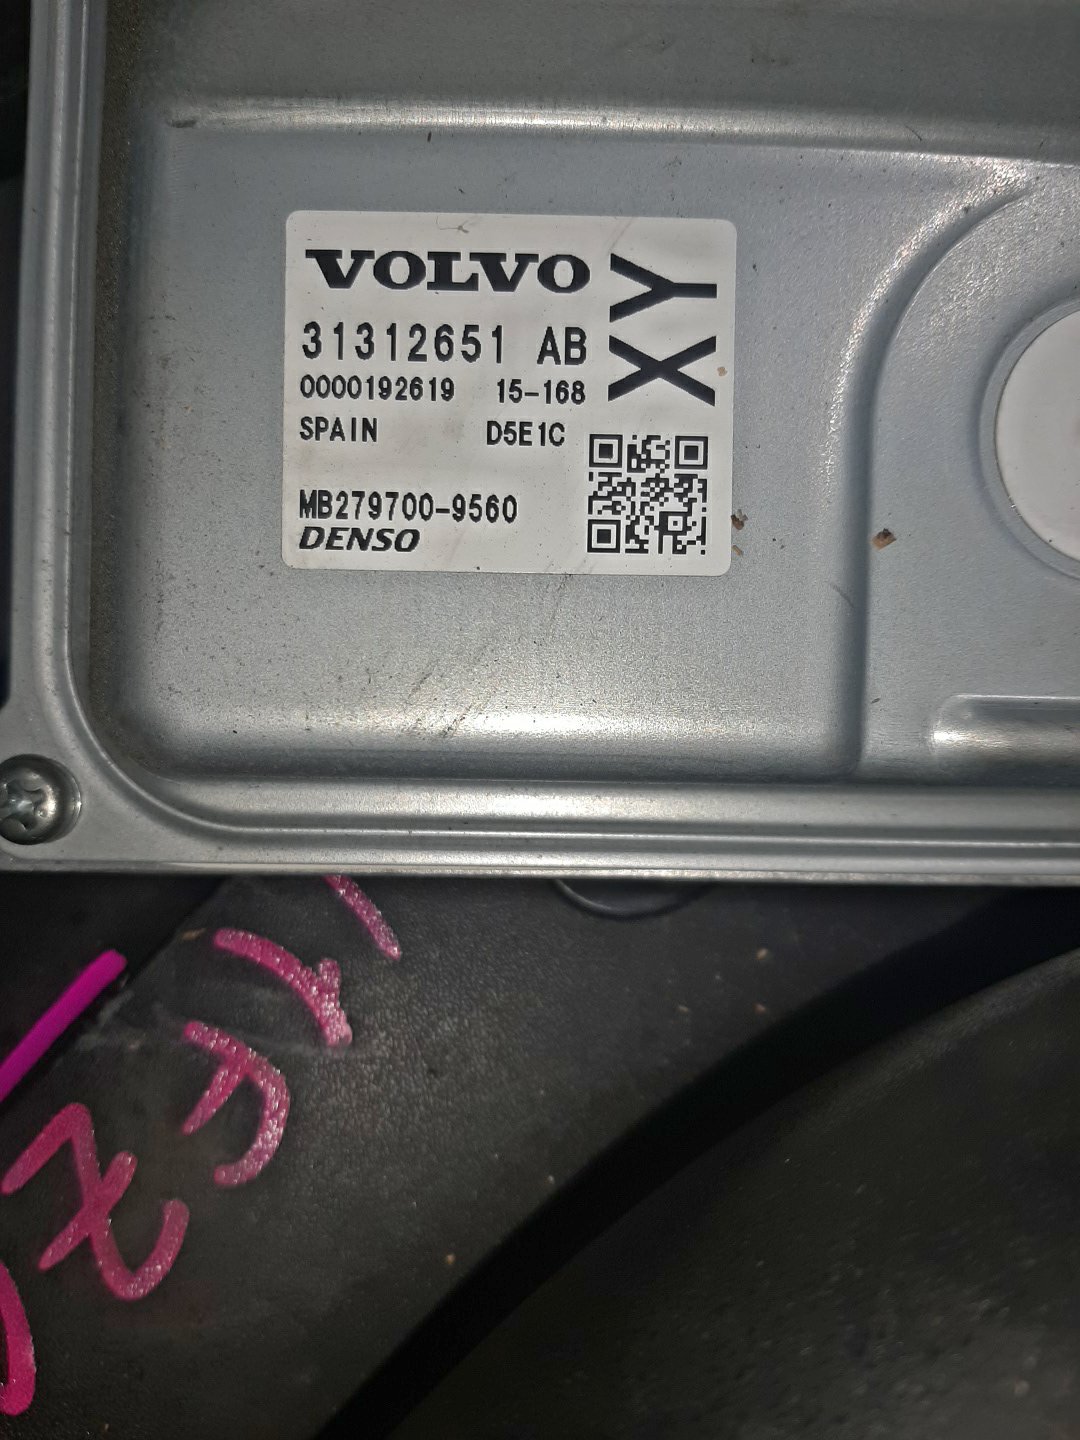 VOLVO
XY
31312651 AB
0000192619 15-168
SPAIN D5E1C
MB279700-9560
DENSO